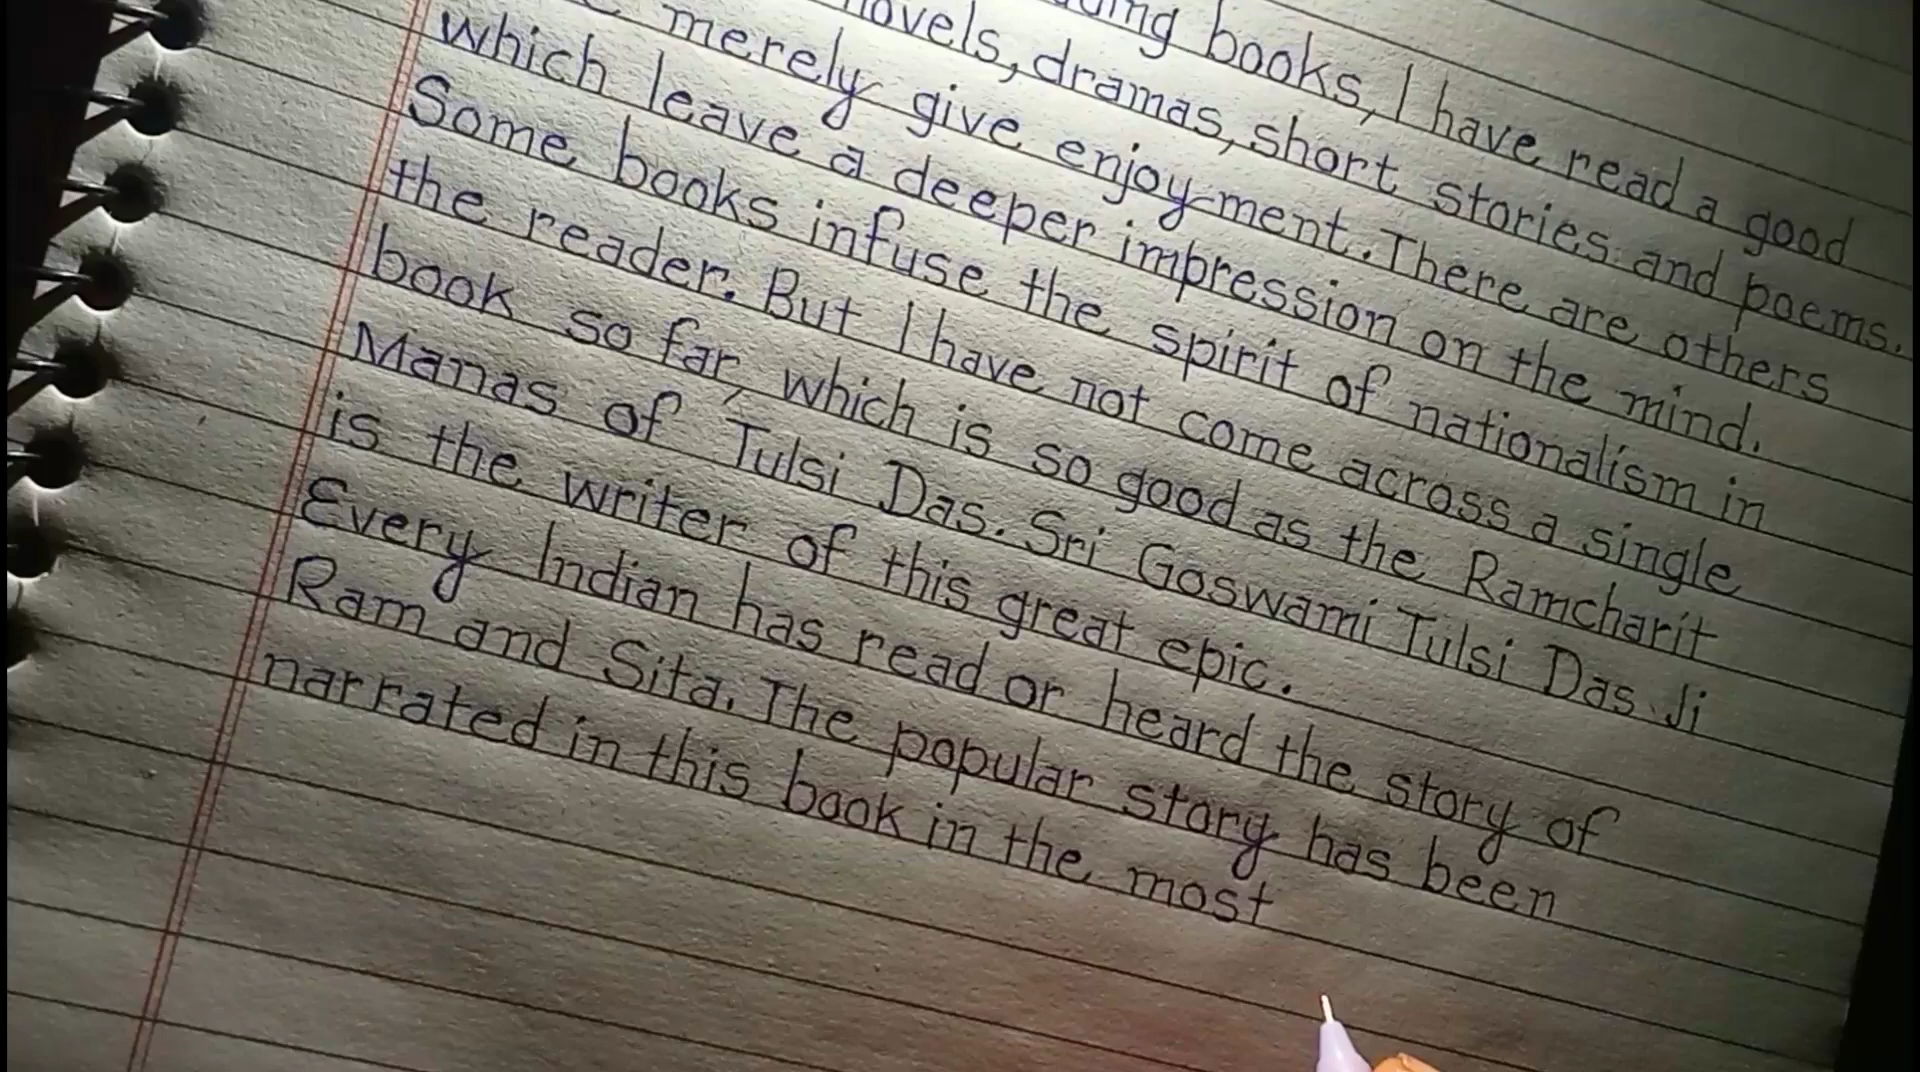 books, I have read a good
novels, dramas, short stories and poems.
merely give enjoyment. There are others
which leave a deeper impression on the mind.
Some books infuse the spirit of nationalism in
the reader. But I have not come across a single
book so far, which is so good as the Ramcharit
Manas of Tulsi Das. Sri Goswami Tulsi Das Ji
is the writer of this great epic.
Every Indian has read or heard the story of
Ram and Sita. The popular story has been
narrated in this book in the most